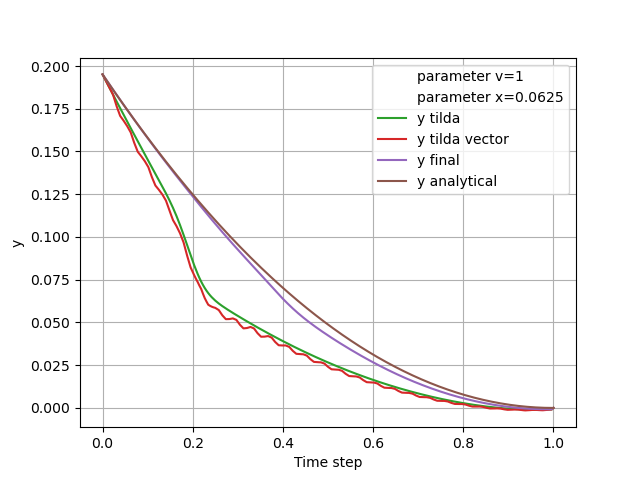 0.200
0.175
0.150
0.125
0.100
0.075
0.050
0.025
0.000
y
parameter v=1
parameter x=0.0625
y tilda
y tilda vector
y final
y analytical
0.0 0.2 0.4 0.6 0.8 1.0
Time step